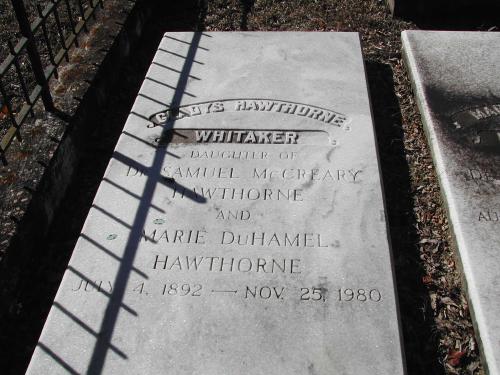 GLADYS HAWTHORNE
WHITAKER
DAUGHTER OF
DR SAMUEL MCCREARY
HAWTHORNE
AND
MARIE DUHAMEL
HAWTHORNE
JULY 4, 1892 — NOV. 25, 1980